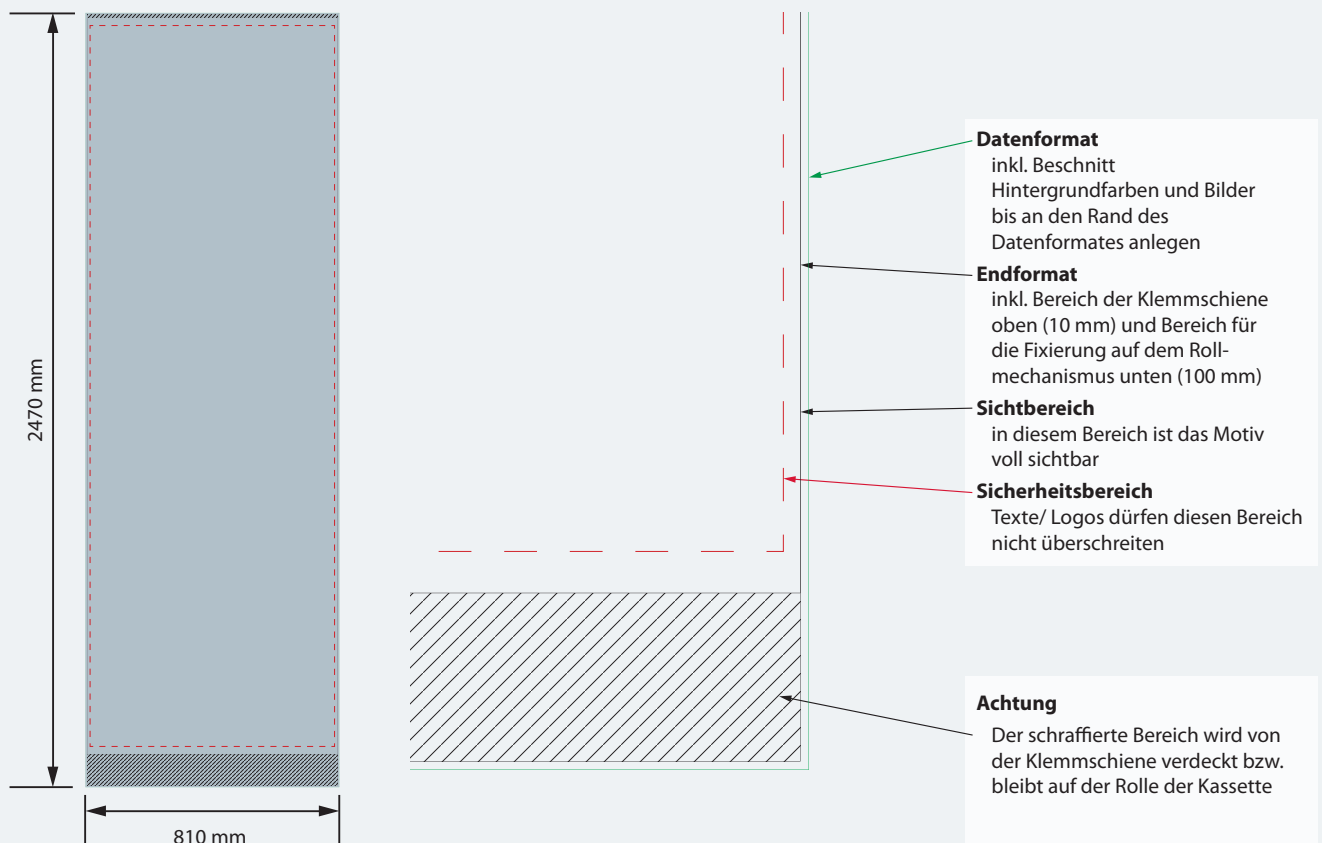 2470 mm
810 mm
Datenformat
inkl. Beschnitt
Hintergrundfarben und Bilder
bis an den Rand des
Datenformates anlegen
Endformat
inkl. Bereich der Klemmschiene
oben (10 mm) und Bereich für
die Fixierung auf dem Roll-
mechanismus unten (100 mm)
Sichtbereich
in diesem Bereich ist das Motiv
voll sichtbar
Sicherheitsbereich
Texte/ Logos dürfen diesen Bereich
nicht überschreiten
Achtung
Der schraffierte Bereich wird von
der Klemmschiene verdeckt bzw.
bleibt auf der Rolle der Kassette